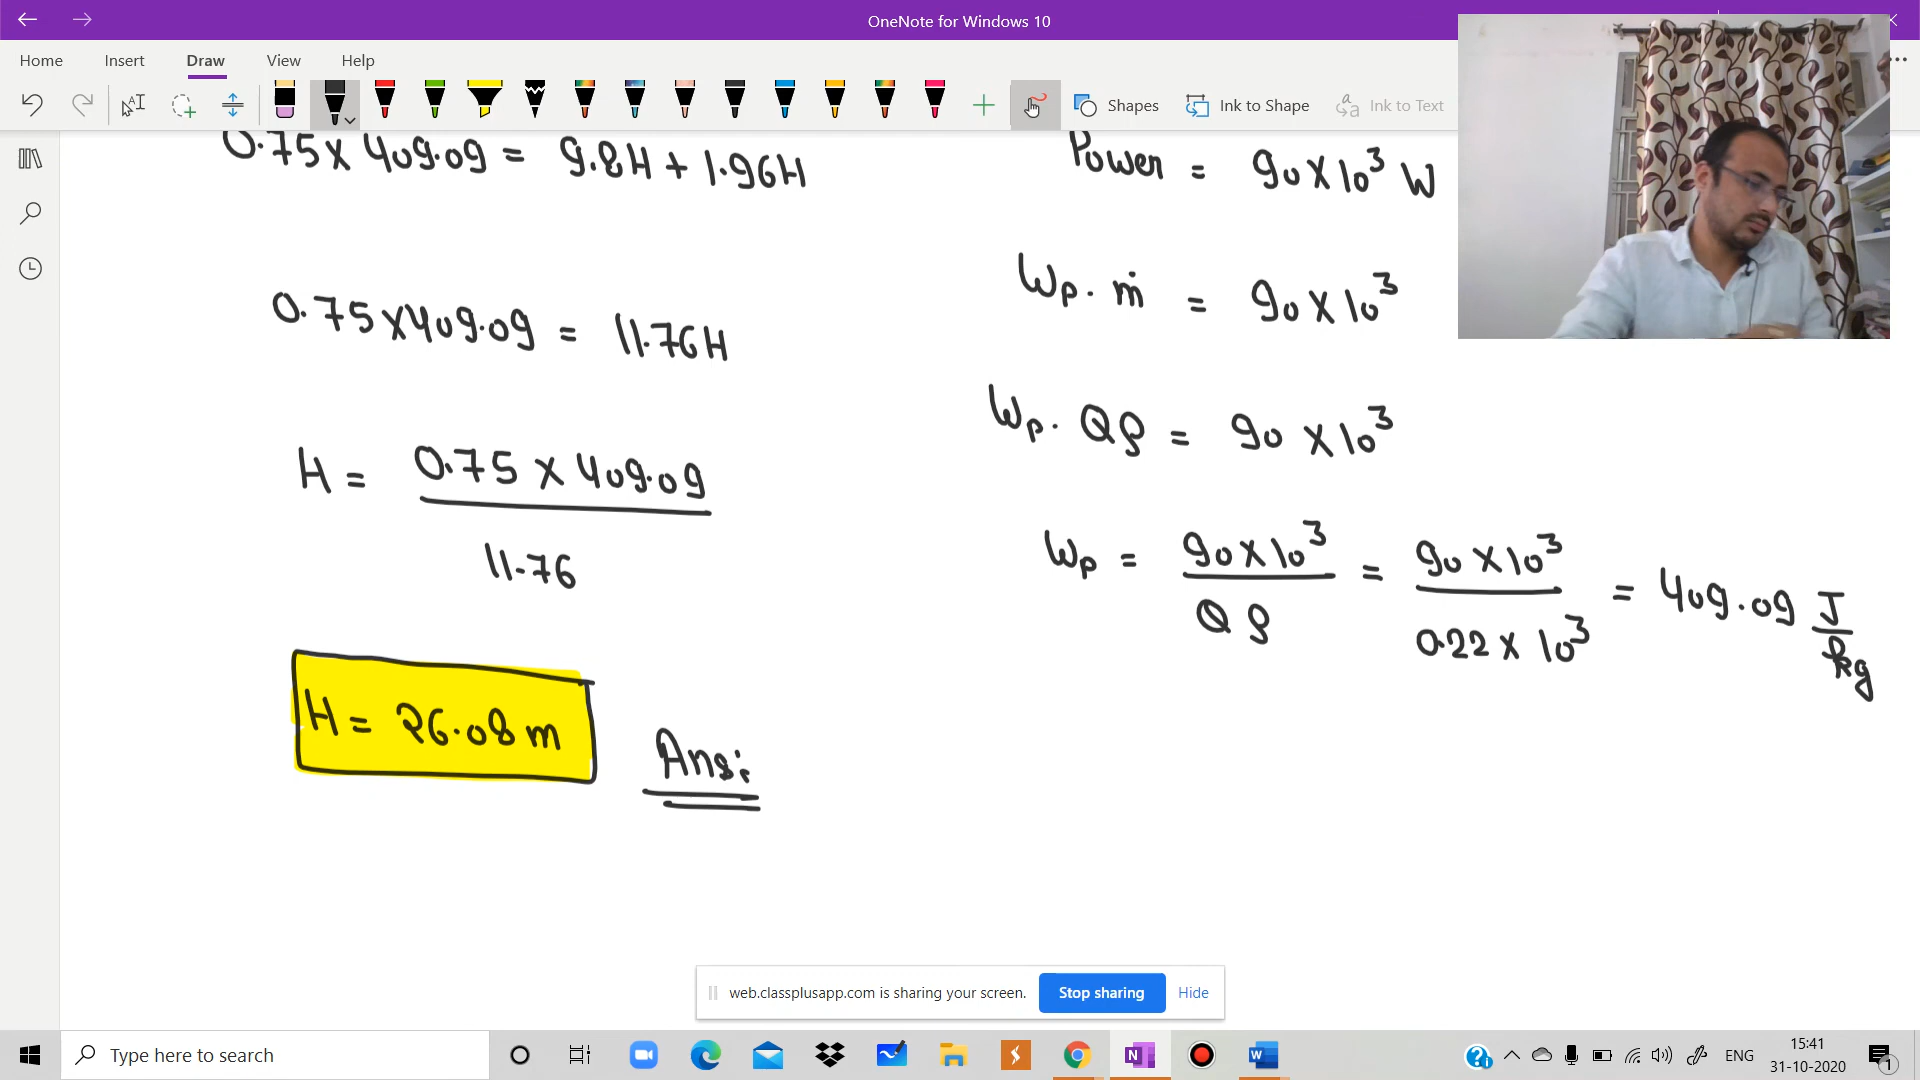 OneNote for Windows 10
Home Insert Draw View Help
Shapes Ink to Shape Ink to Text
0.75 x 409.09 = 9.8H + 1.96H
0.75 x 409.09 = 11.76H
H = 0.75 x 409.09
11.76
H = 26.08 m
Ans:
Power = 90 x 10³ W
Wp . ṁ = 90 x 10³
Wp . Qρ = 90 x 10³
Wp = 90 x 10³ / Qρ = 90 x 10³ / 0.22 x 10³ = 409.09 J/kg
web.classplusapp.com is sharing your screen. Stop sharing Hide
Type here to search
ENG
15:41
31-10-2020
1